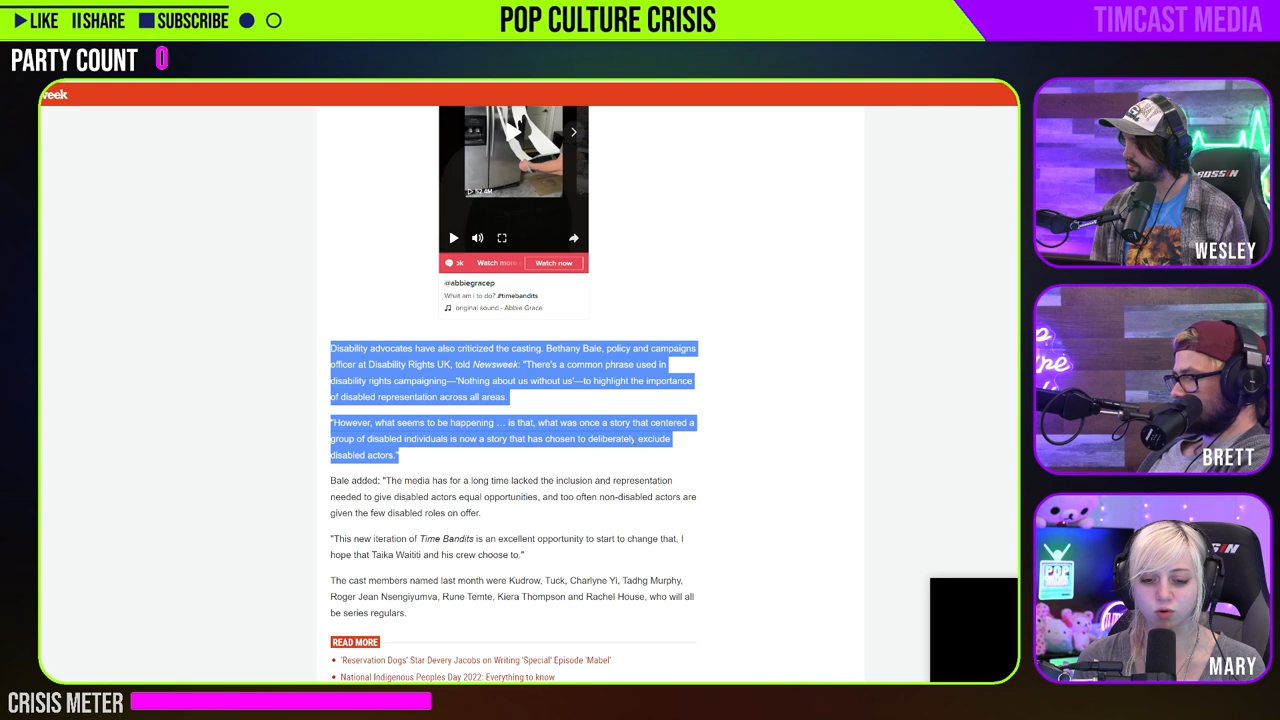 LIKE SHARE SUBSCRIBE
POP CULTURE CRISIS
TIMCAST MEDIA
PARTY COUNT 0
week
52.4M
ok Watch more Watch now
@abbiegracep
What am i to do? #timebandits
original sound - Abbie Grace
Disability advocates have also criticized the casting. Bethany Bale, policy and campaigns
officer at Disability Rights UK, told Newsweek: "There's a common phrase used in
disability rights campaigning—'Nothing about us without us'—to highlight the importance
of disabled representation across all areas.
"However, what seems to be happening ... is that, what was once a story that centered a
group of disabled individuals is now a story that has chosen to deliberately exclude
disabled actors."
Bale added: "The media has for a long time lacked the inclusion and representation
needed to give disabled actors equal opportunities, and too often non-disabled actors are
given the few disabled roles on offer.
"This new iteration of Time Bandits is an excellent opportunity to start to change that, I
hope that Taika Waititi and his crew choose to."
The cast members named last month were Kudrow, Tuck, Charlyne Yi, Tadhg Murphy,
Roger Jean Nsengiyumva, Rune Temte, Kiera Thompson and Rachel House, who will all
be series regulars.
READ MORE
'Reservation Dogs' Star Devery Jacobs on Writing 'Special' Episode 'Mabel'
National Indigenous Peoples Day 2022: Everything to know
WESLEY
BRETT
MARY
CRISIS METER